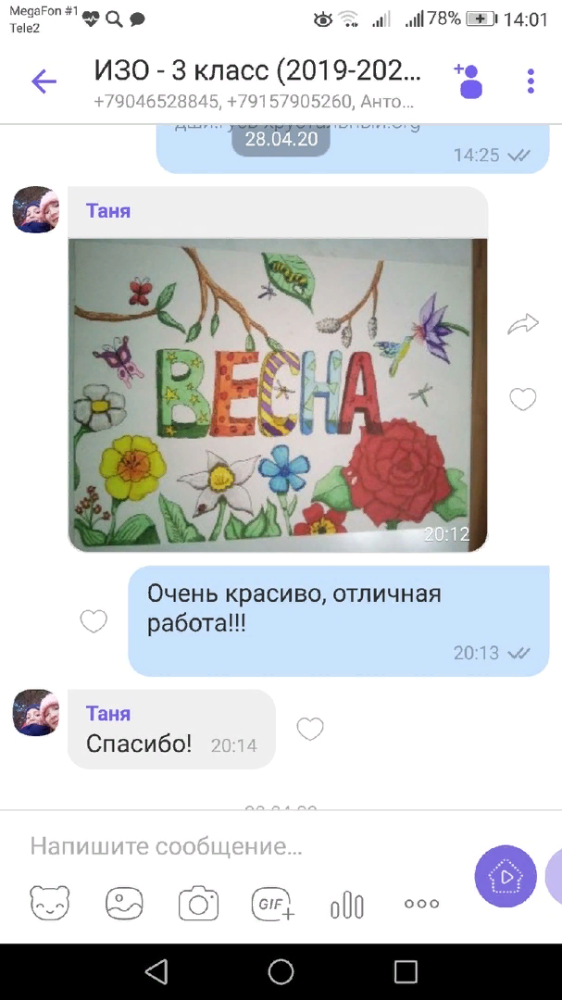 MegaFon #1
Tele2
78%
14:01
ИЗО - 3 класс (2019-202...
+79046528845, +79157905260, Анто...
28.04.20
14:25
Таня
ВЕСНА
20:12
Очень красиво, отличная
работа!!!
20:13
Таня
Спасибо! 20:14
Напишите сообщение...
GIF